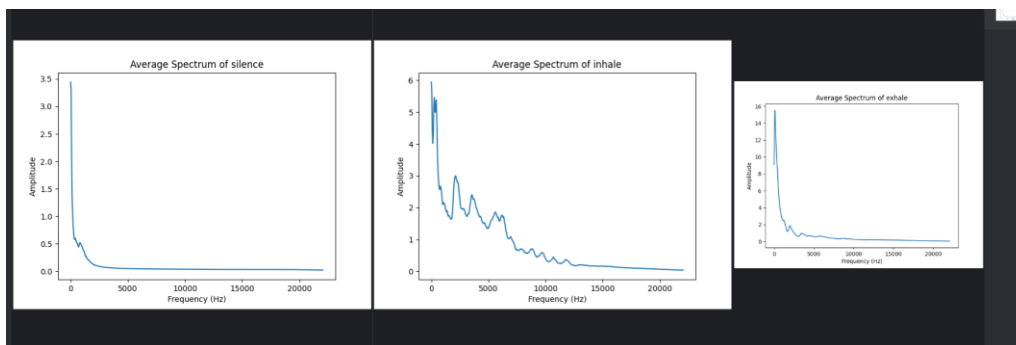 Average Spectrum of silence
3.5
3.0
2.5
2.0
1.5
1.0
0.5
0.0
Amplitude
0 5000 10000 15000 20000
Frequency (Hz)
Average Spectrum of inhale
6
5
4
3
2
1
0
Amplitude
0 5000 10000 15000 20000
Frequency (Hz)
Average Spectrum of exhale
16
14
12
10
8
6
4
2
0
Amplitude
0 5000 10000 15000 20000
Frequency (Hz)